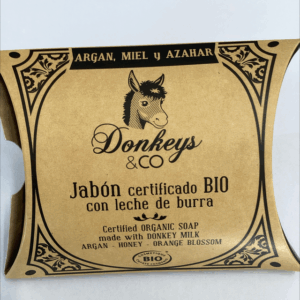 ARGAN, MIEL y AZAHAR
Donkeys
&CO
Jabón certificado BIO
con leche de burra
Certified ORGANIC SOAP
made with DONKEY MILK
ARGAN - HONEY - ORANGE BLOSSOM
BIO